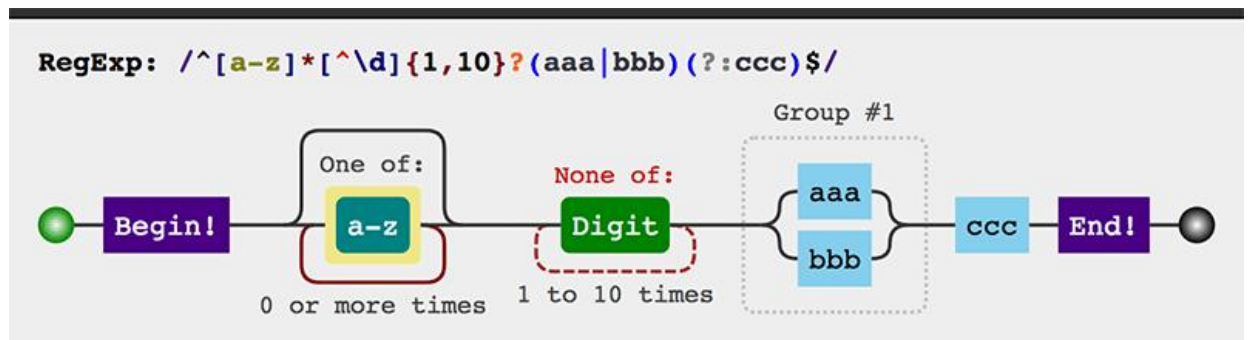 RegExp: /^[a-z]*[^\d]{1,10}?(aaa|bbb)(?:ccc)$/
Group #1
One of:
None of:
Begin!
a-z
Digit
aaa
bbb
ccc
End!
0 or more times
1 to 10 times